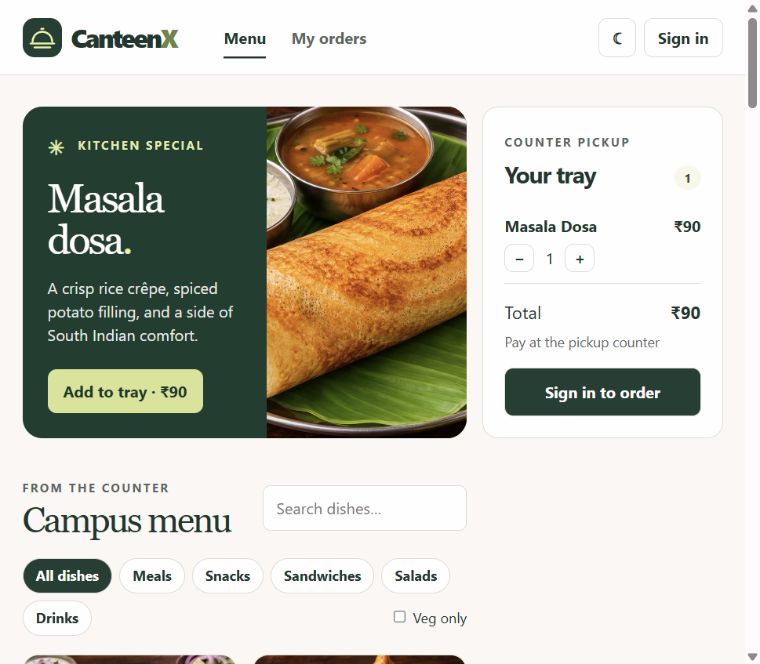 CanteenX
Menu
My orders
☾
Sign in
KITCHEN SPECIAL
Masala
dosa.
A crisp rice crêpe, spiced
potato filling, and a side of
South Indian comfort.
Add to tray · ₹90
COUNTER PICKUP
Your tray
1
Masala Dosa
₹90
− 1 +
Total
₹90
Pay at the pickup counter
Sign in to order
FROM THE COUNTER
Campus menu
Search dishes...
All dishes
Meals
Snacks
Sandwiches
Salads
Drinks
Veg only